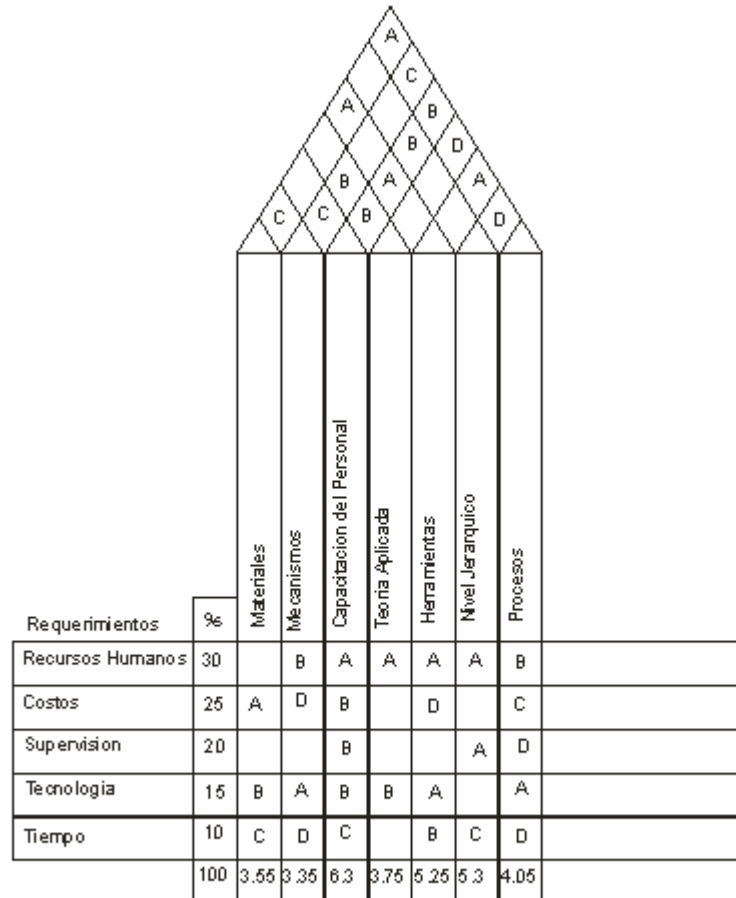 A
C
A B
B D
B A A
C C B D
Materiales
Mecanismos
Capacitacion del Personal
Teoria Aplicada
Herramientas
Nivel Jerarquico
Procesos
Requerimientos %
Recursos Humanos 30 B A A A A B
Costos 25 A D B D C
Supervision 20 B A D
Tecnologia 15 B A B B A A
Tiempo 10 C D C B C D
100 3.55 3.35 6.3 3.75 5.25 5.3 4.05